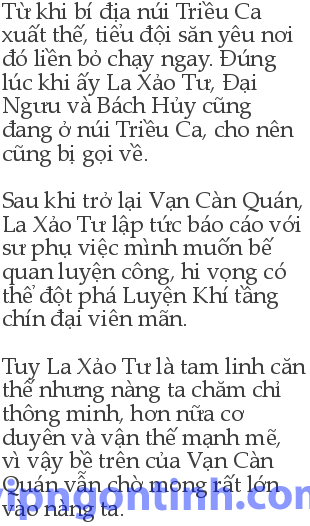 Từ khi bí địa núi Triều Ca
xuất thế, tiểu đội săn yêu nơi
đó liền bỏ chạy ngay. Đúng
lúc khi ấy La Xảo Tư, Đại
Ngưu và Bách Hủy cũng
đang ở núi Triều Ca, cho nên
cũng bị gọi về.
Sau khi trở lại Vạn Càn Quán,
La Xảo Tư lập tức báo cáo với
sư phụ việc mình muốn bế
quan luyện công, hi vọng có
thể đột phá Luyện Khí tầng
chín đại viên mãn.
Tuy La Xảo Tư là tam linh căn
thế nhưng nàng ta chăm chỉ
thông minh, hơn nữa cơ
duyên và vận thế mạnh mẽ,
vì vậy bề trên của Vạn Càn
Quán vẫn chờ mong rất lớn
vào nàng ta.
vipngontinh.com